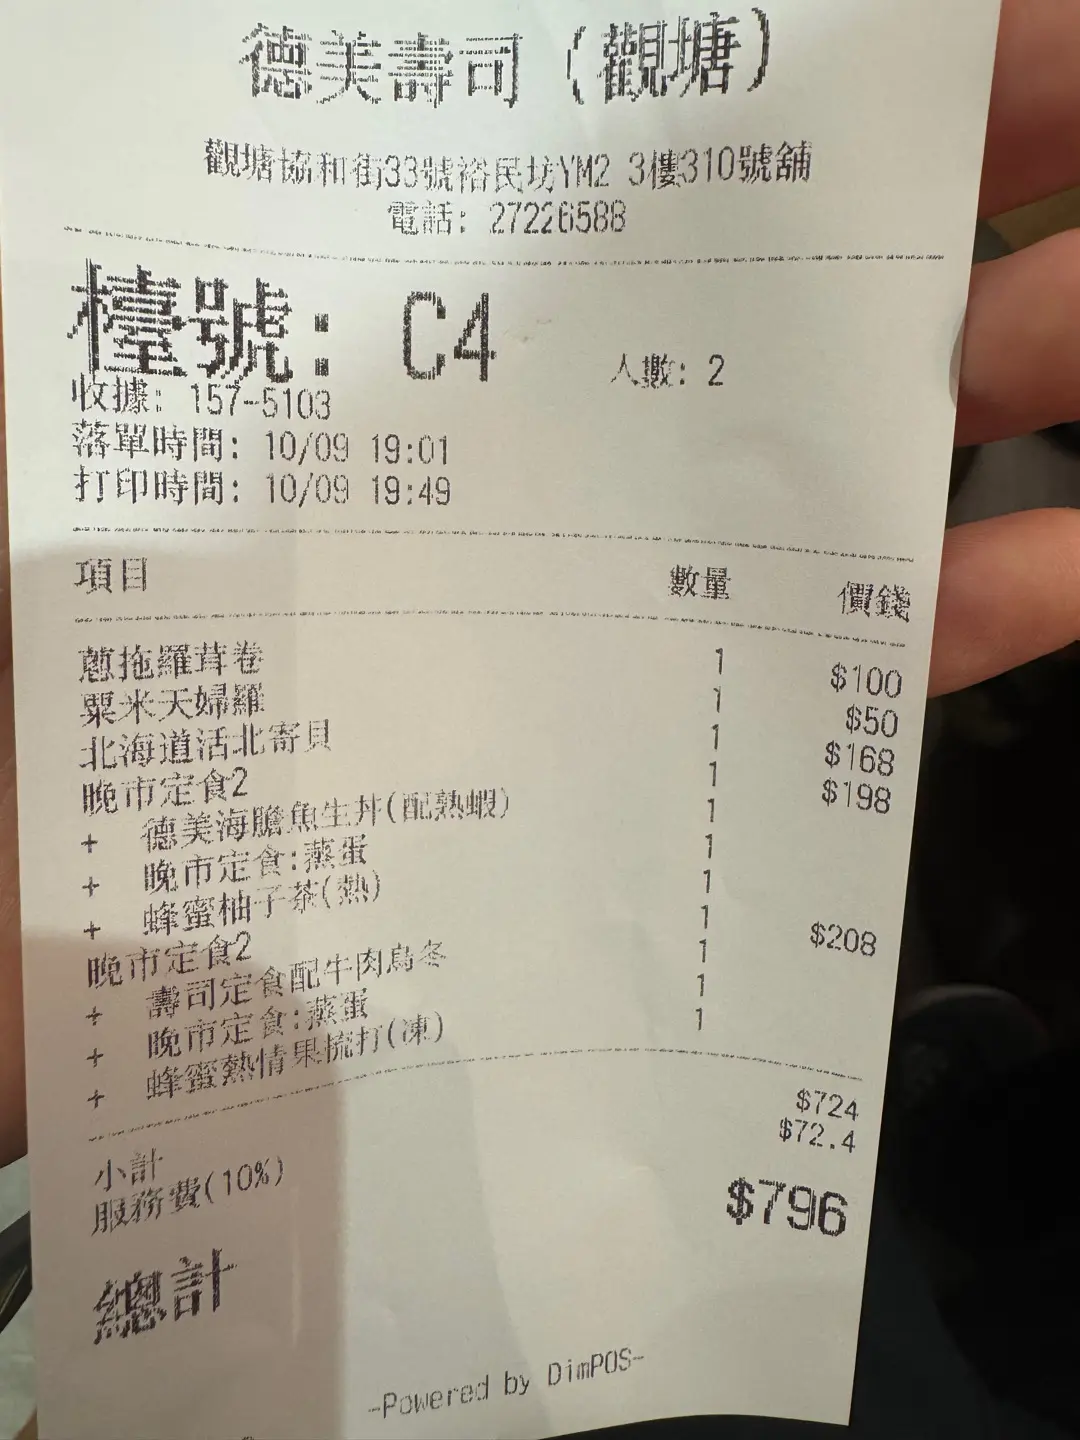 德美壽司(觀塘)
觀塘協和街33號裕民坊YM2 3樓310號舖
電話: 27226588
檯號: C4
人數: 2
收據: 157-5103
落單時間: 10/09 19:01
打印時間: 10/09 19:49
項目 數量 價錢
蔥拖羅茸卷 1 $100
粟米天婦羅 1 $50
北海道活北寄貝 1 $168
晚市定食2 1 $198
+ 德美海膽魚生丼(配熟蝦) 1
+ 晚市定食:蒸蛋 1
+ 蜂蜜柚子茶(熱) 1
晚市定食2 1 $208
+ 壽司定食配牛肉烏冬 1
+ 晚市定食:蒸蛋 1
+ 蜂蜜熱情果梳打(凍) 1
小計 $724
服務費(10%) $72.4
總計 $796
-Powered by DimPOS-